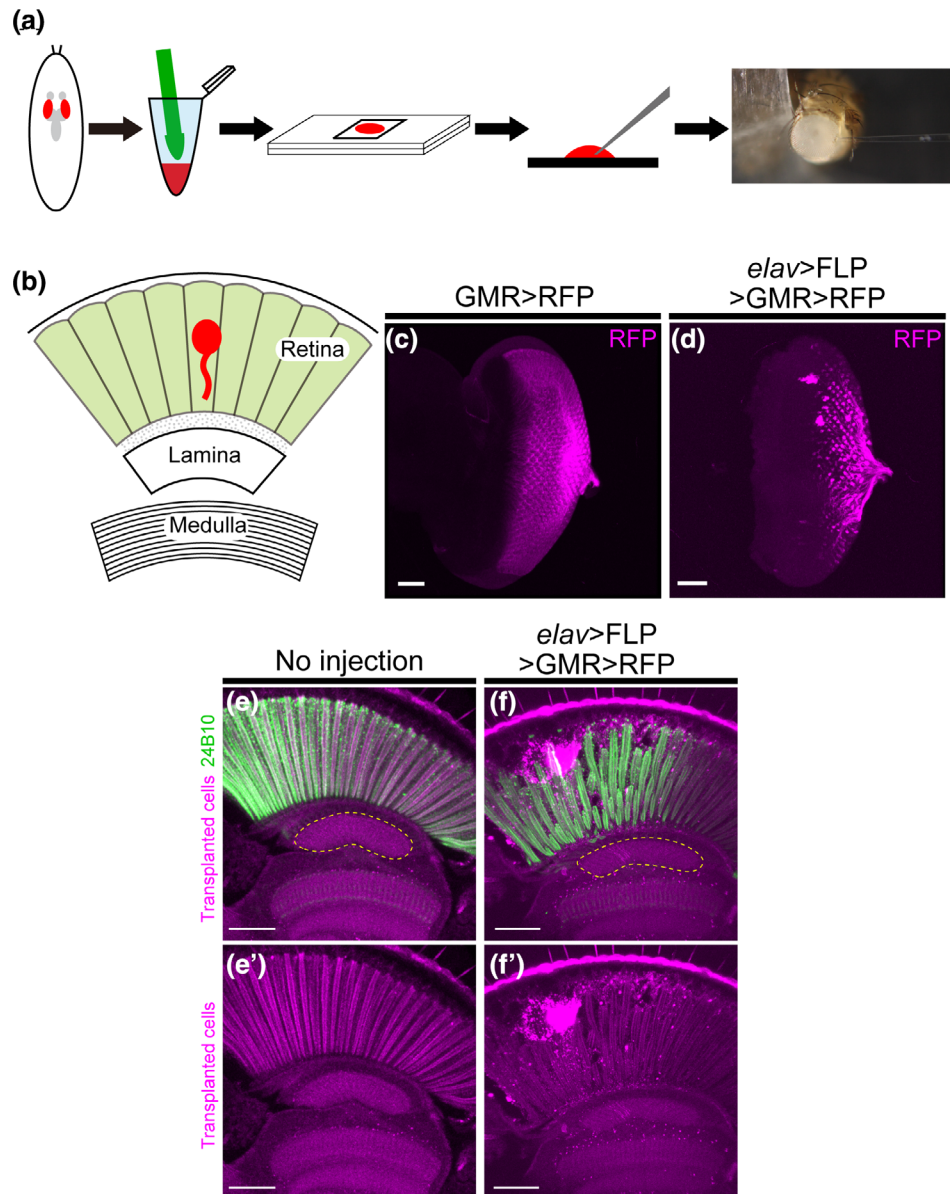 (a)
(b)
Retina
Lamina
Medulla
GMR>RFP
elav>FLP
>GMR>RFP
(c)
RFP
(d)
RFP
No injection
elav>FLP
>GMR>RFP
Transplanted cells 24B10
(e)
(f)
Transplanted cells
(e')
(f')